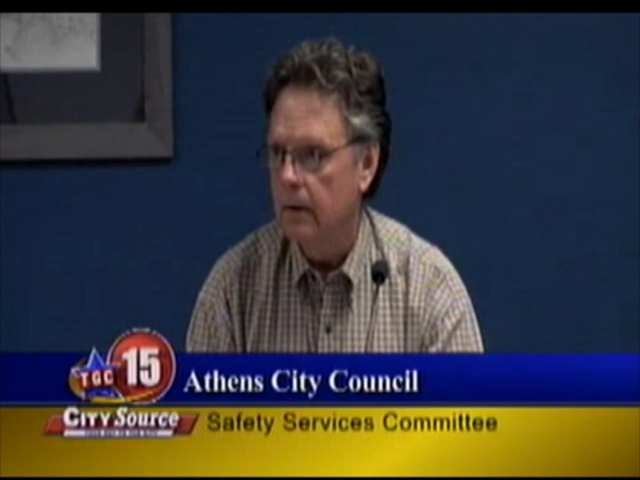 TGC 15
Athens City Council
CITY SOURCE
Safety Services Committee